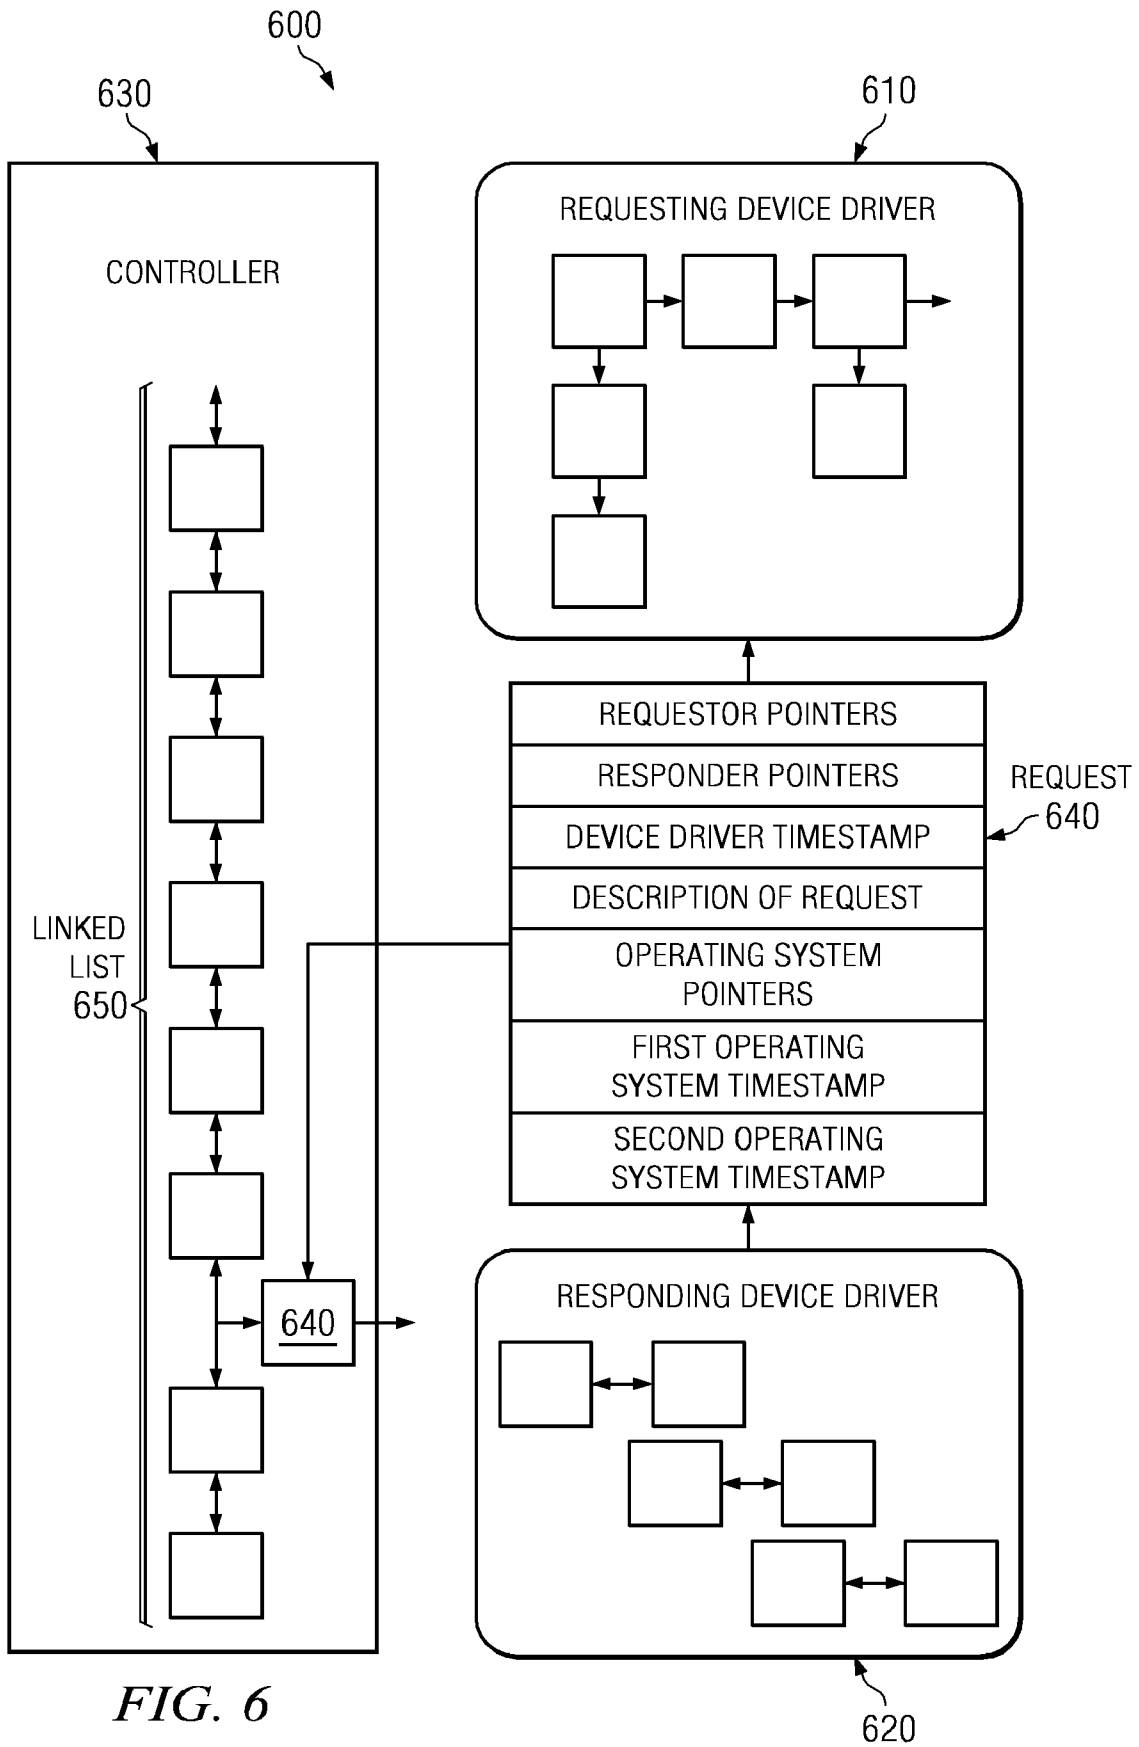 600
630
610
CONTROLLER
REQUESTING DEVICE DRIVER
REQUESTOR POINTERS
RESPONDER POINTERS
DEVICE DRIVER TIMESTAMP
DESCRIPTION OF REQUEST
OPERATING SYSTEM
POINTERS
FIRST OPERATING
SYSTEM TIMESTAMP
SECOND OPERATING
SYSTEM TIMESTAMP
REQUEST
640
LINKED
LIST
650
640
RESPONDING DEVICE DRIVER
620
FIG. 6